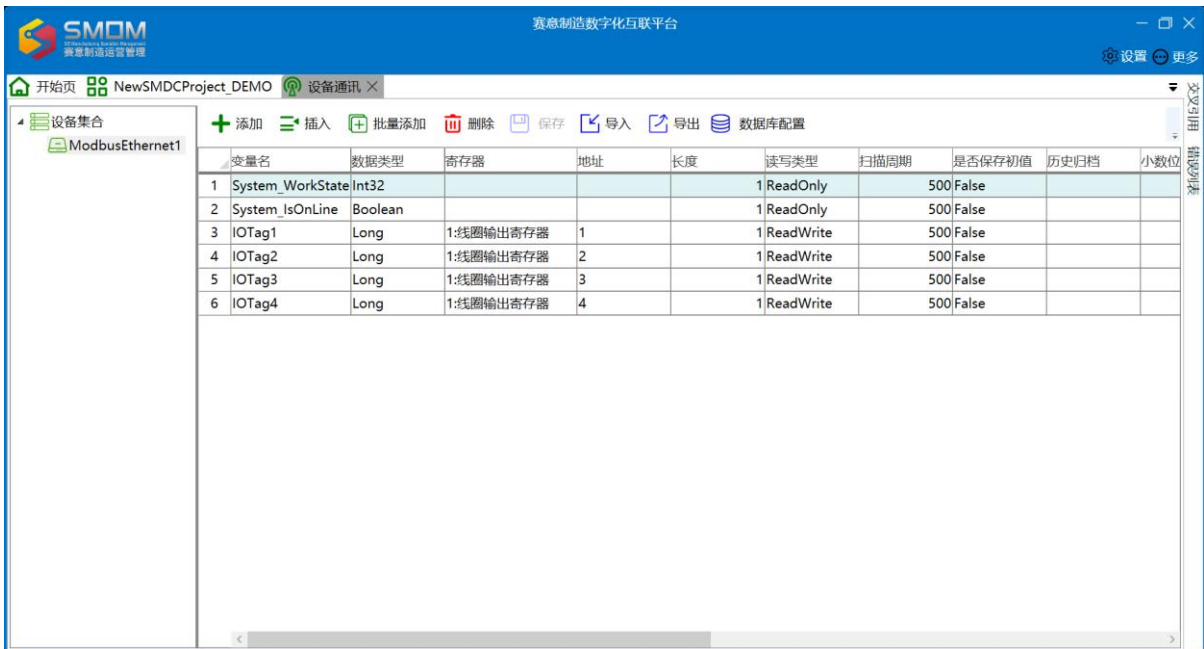 赛意制造数字化互联平台
SMOM
赛意制造运营管理
设置 更多
开始页 NewSMDCProject_DEMO 设备通讯
交叉引用
错误列表
设备集合
ModbusEthernet1
添加 插入 批量添加 删除 保存 导入 导出 数据库配置
变量名 数据类型 寄存器 地址 长度 读写类型 扫描周期 是否保存初值 历史归档 小数位
1 System_WorkState Int32 1 ReadOnly 500 False
2 System_IsOnLine Boolean 1 ReadOnly 500 False
3 IOTag1 Long 1:线圈输出寄存器 1 1 ReadWrite 500 False
4 IOTag2 Long 1:线圈输出寄存器 2 1 ReadWrite 500 False
5 IOTag3 Long 1:线圈输出寄存器 3 1 ReadWrite 500 False
6 IOTag4 Long 1:线圈输出寄存器 4 1 ReadWrite 500 False